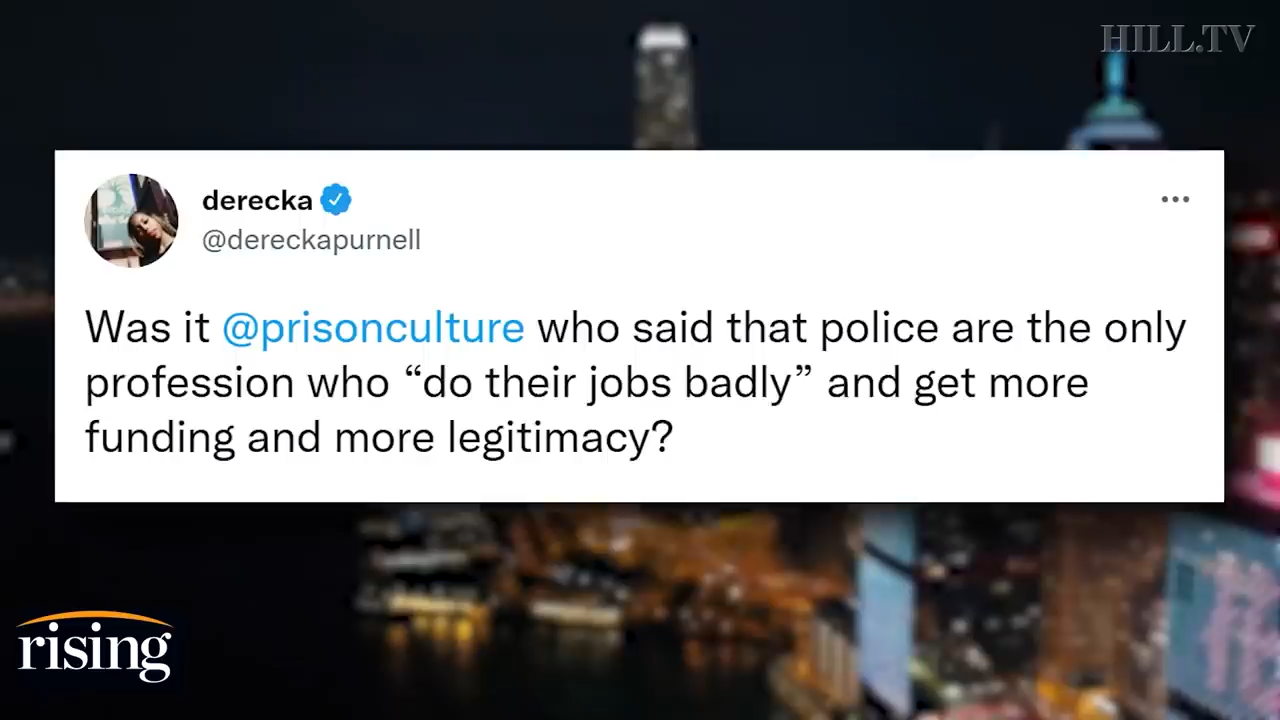 HILL.TV
derecka
@dereckapurnell
Was it @prisonculture who said that police are the only
profession who “do their jobs badly” and get more
funding and more legitimacy?
rising